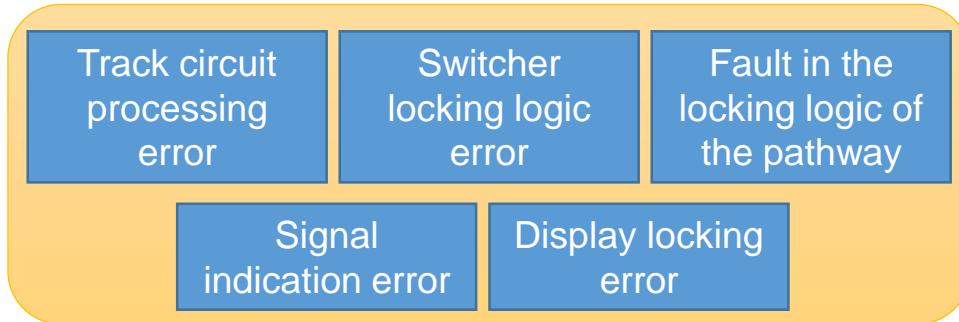 Track circuit
processing
error
Switcher
locking logic
error
Fault in the
locking logic of
the pathway
Signal
indication error
Display locking
error